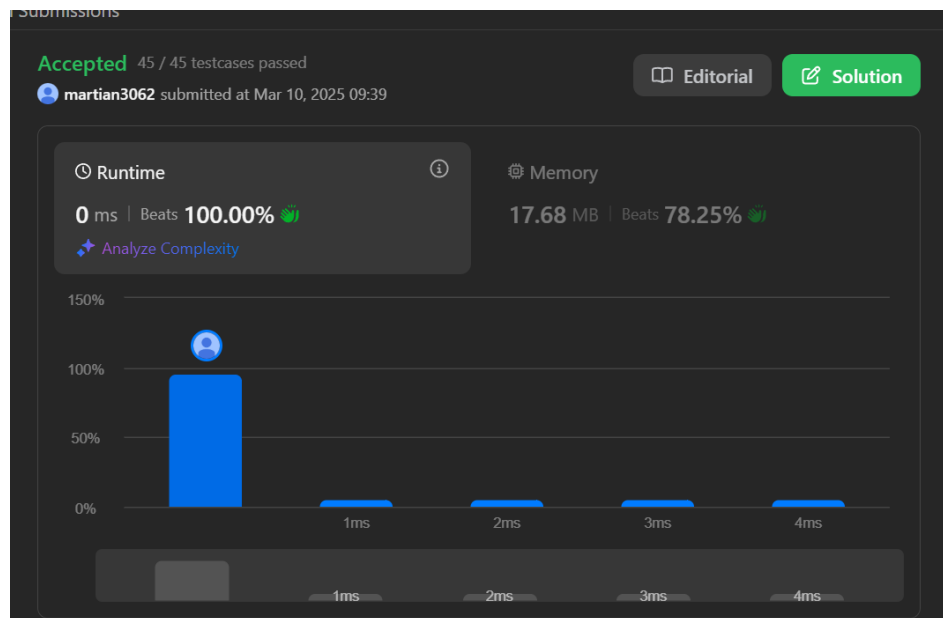 Submissions
Accepted 45 / 45 testcases passed
martian3062 submitted at Mar 10, 2025 09:39
Editorial
Solution
Runtime
0 ms | Beats 100.00%
Analyze Complexity
Memory
17.68 MB | Beats 78.25%
150%
100%
50%
0%
1ms 2ms 3ms 4ms
1ms 2ms 3ms 4ms